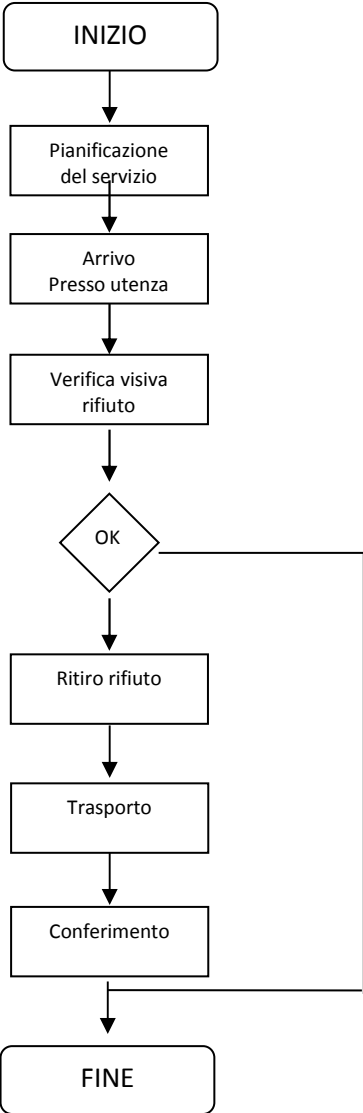 INIZIO
Pianificazione
del servizio
Arrivo
Presso utenza
Verifica visiva
rifiuto
OK
Ritiro rifiuto
Trasporto
Conferimento
FINE